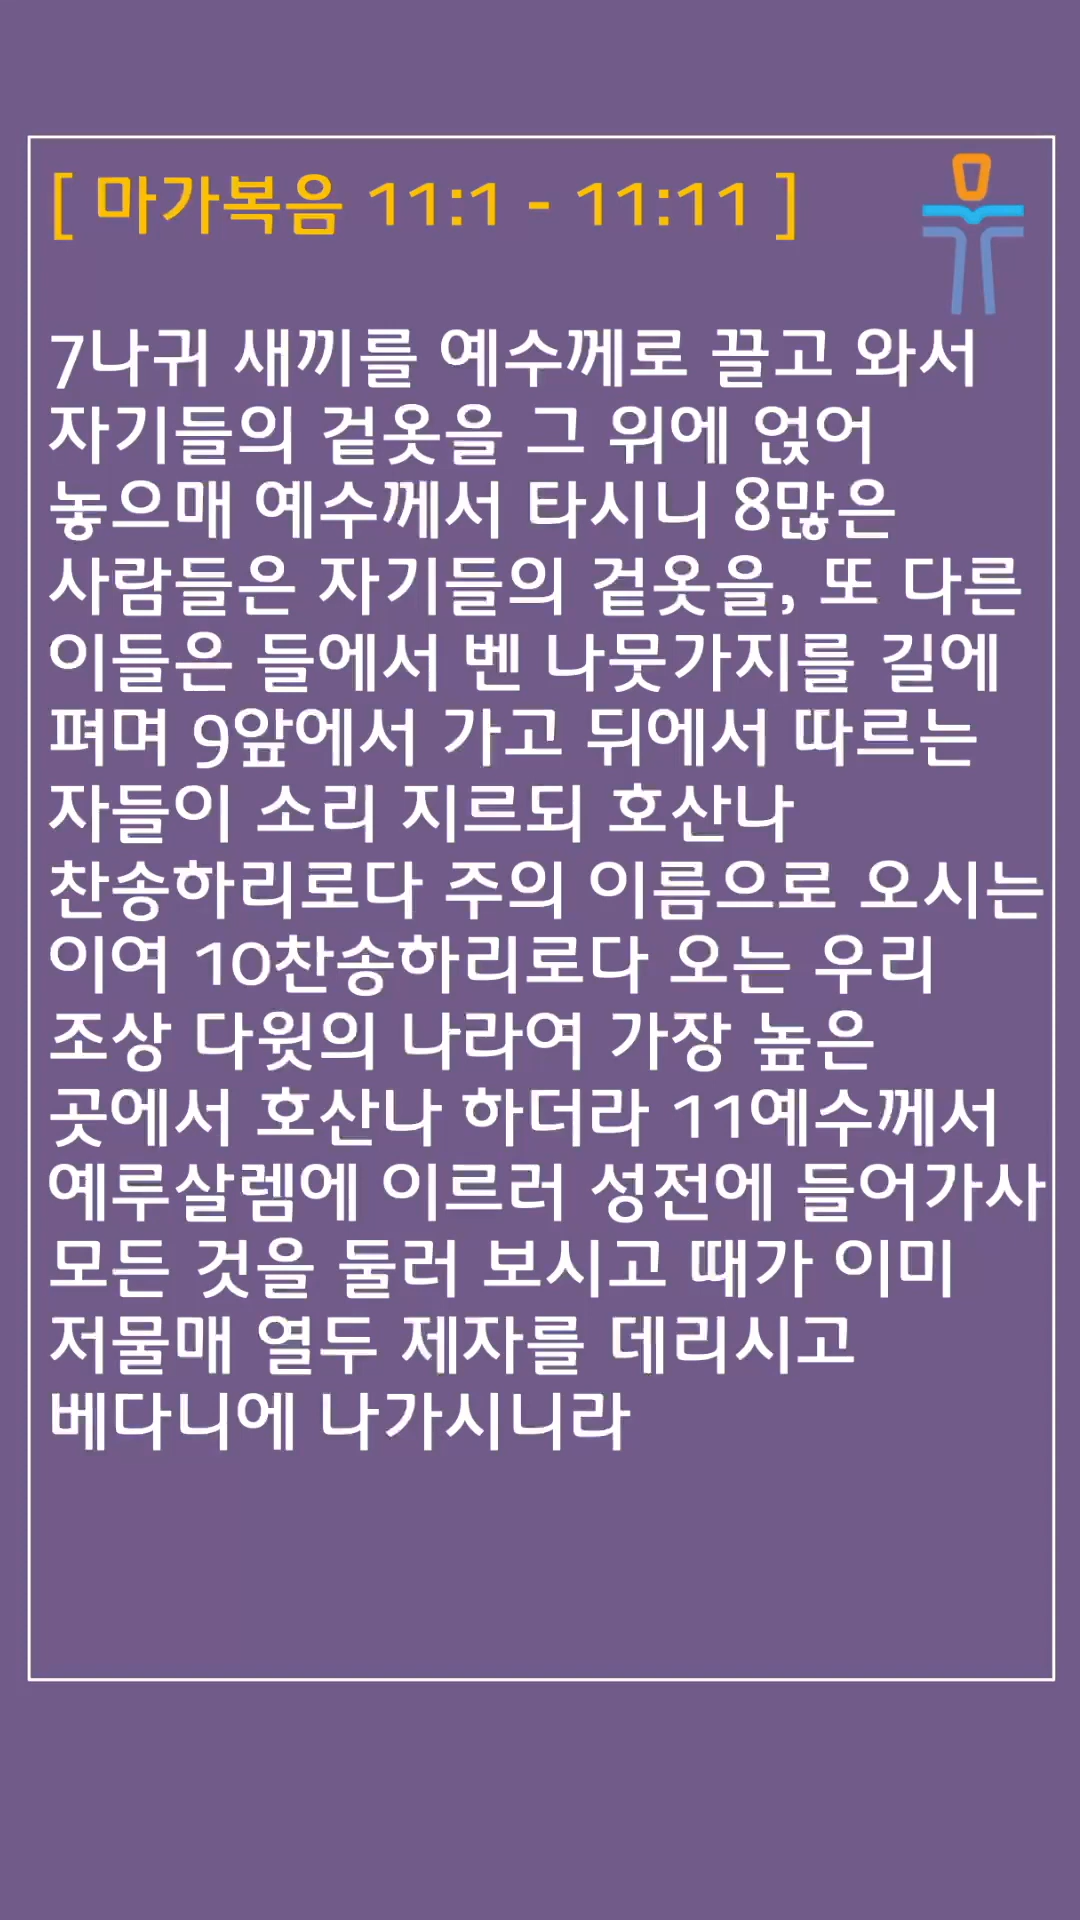 [ 마가복음 11:1 - 11:11 ]
7나귀 새끼를 예수께로 끌고 와서
자기들의 겉옷을 그 위에 얹어
놓으매 예수께서 타시니 8많은
사람들은 자기들의 겉옷을, 또 다른
이들은 들에서 벤 나뭇가지를 길에
펴며 9앞에서 가고 뒤에서 따르는
자들이 소리 지르되 호산나
찬송하리로다 주의 이름으로 오시는
이여 10찬송하리로다 오는 우리
조상 다윗의 나라여 가장 높은
곳에서 호산나 하더라 11예수께서
예루살렘에 이르러 성전에 들어가사
모든 것을 둘러 보시고 때가 이미
저물매 열두 제자를 데리시고
베다니에 나가시니라